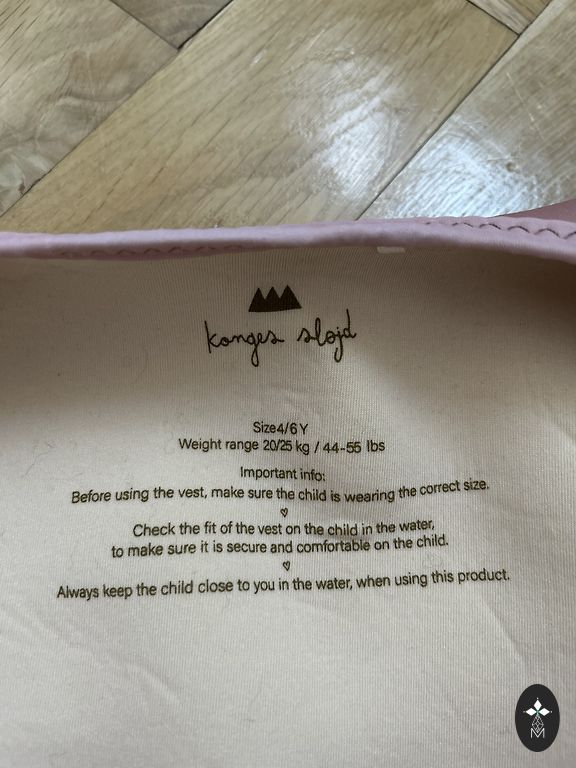 konges sløjd
Size4/6Y
Weight range 20/25 kg / 44-55 lbs
Important info:
Before using the vest, make sure the child is wearing the correct size.
Check the fit of the vest on the child in the water,
to make sure it is secure and comfortable on the child.
Always keep the child close to you in the water, when using this product.
M